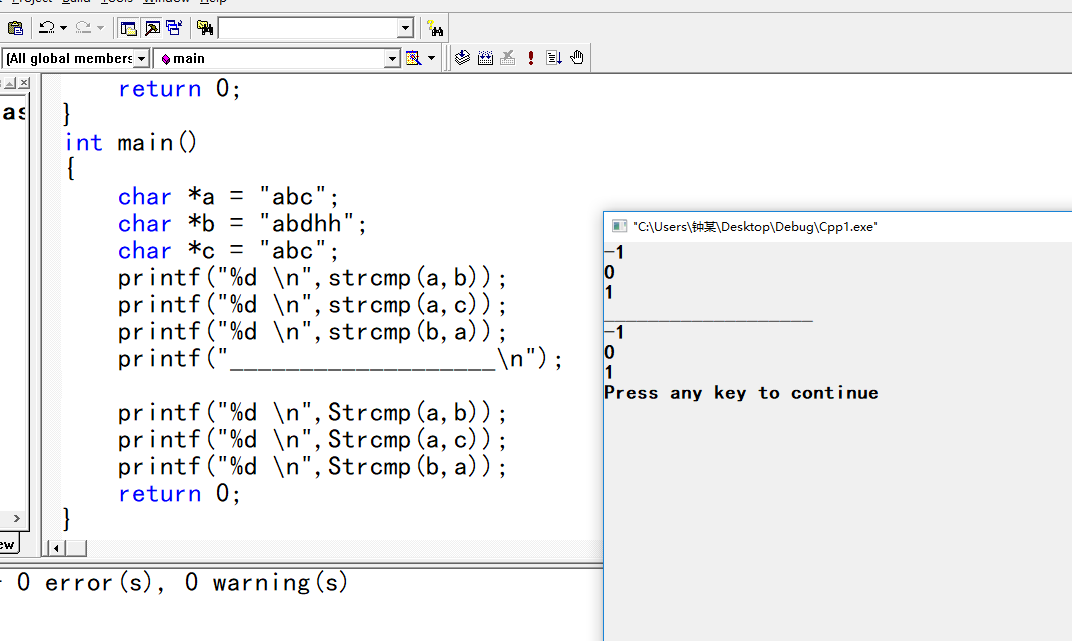 Project Build Tools Window Help
(All global members main
as
return 0;
}
int main()
{
char *a = "abc";
char *b = "abdhh";
char *c = "abc";
printf("%d \n",strcmp(a,b));
printf("%d \n",strcmp(a,c));
printf("%d \n",strcmp(b,a));
printf("___________________\n");
printf("%d \n",Strcmp(a,b));
printf("%d \n",Strcmp(a,c));
printf("%d \n",Strcmp(b,a));
return 0;
}
ew
- 0 error(s), 0 warning(s)
"C:\Users\钟某\Desktop\Debug\Cpp1.exe"
-1
0
1
___________________
-1
0
1
Press any key to continue